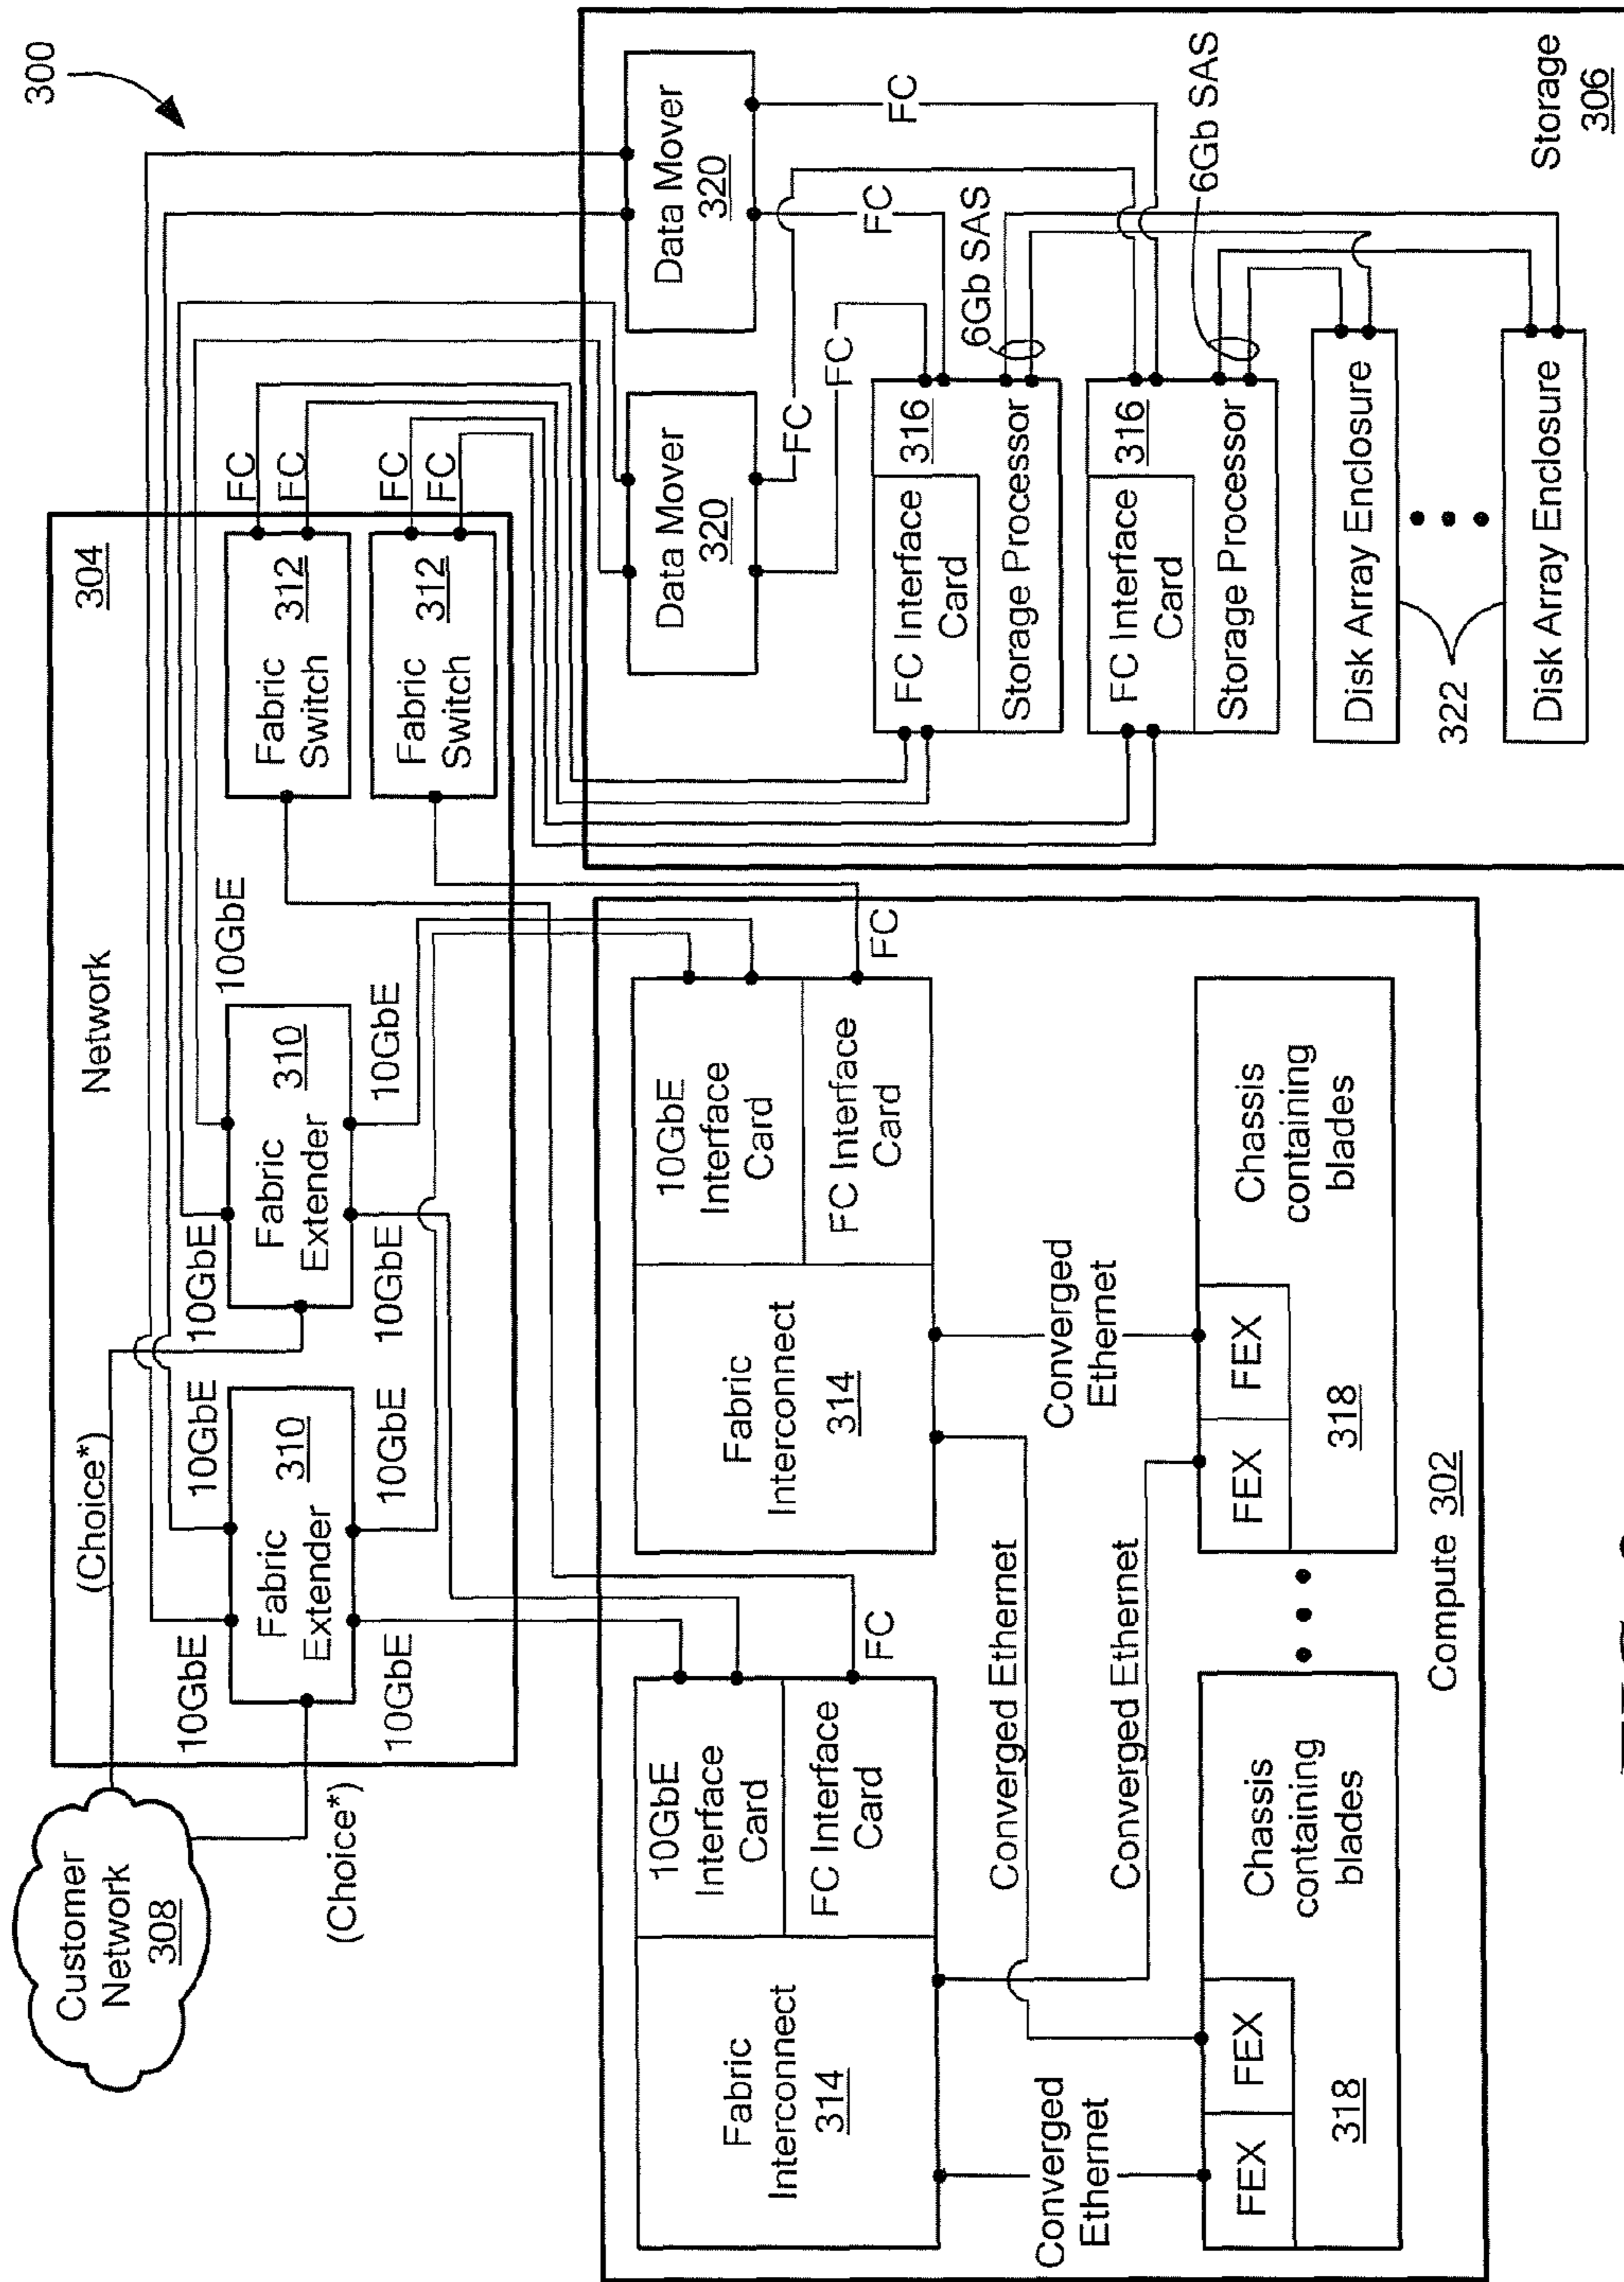 300
Customer
Network
308
(Choice*)
(Choice*)
Network
304
10GbE
10GbE
10GbE
10GbE
Fabric
Extender
310
Fabric
Extender
310
10GbE
10GbE
10GbE
10GbE
Fabric
Switch
312
Fabric
Switch
312
FC
FC
FC
FC
Fabric
Interconnect
314
10GbE
Interface
Card
FC Interface
Card
FC
Fabric
Interconnect
314
10GbE
Interface
Card
FC Interface
Card
FC
Converged
Ethernet
Converged Ethernet
Converged Ethernet
Converged
Ethernet
FEX
FEX
318
Chassis
containing
blades
FEX
FEX
318
Chassis
containing
blades
Compute 302
Data Mover
320
Data Mover
320
FC
FC
FC
FC
FC Interface
Card
316
Storage Processor
6Gb SAS
FC Interface
Card
316
Storage Processor
6Gb SAS
Disk Array Enclosure
322
Disk Array Enclosure
Storage
306